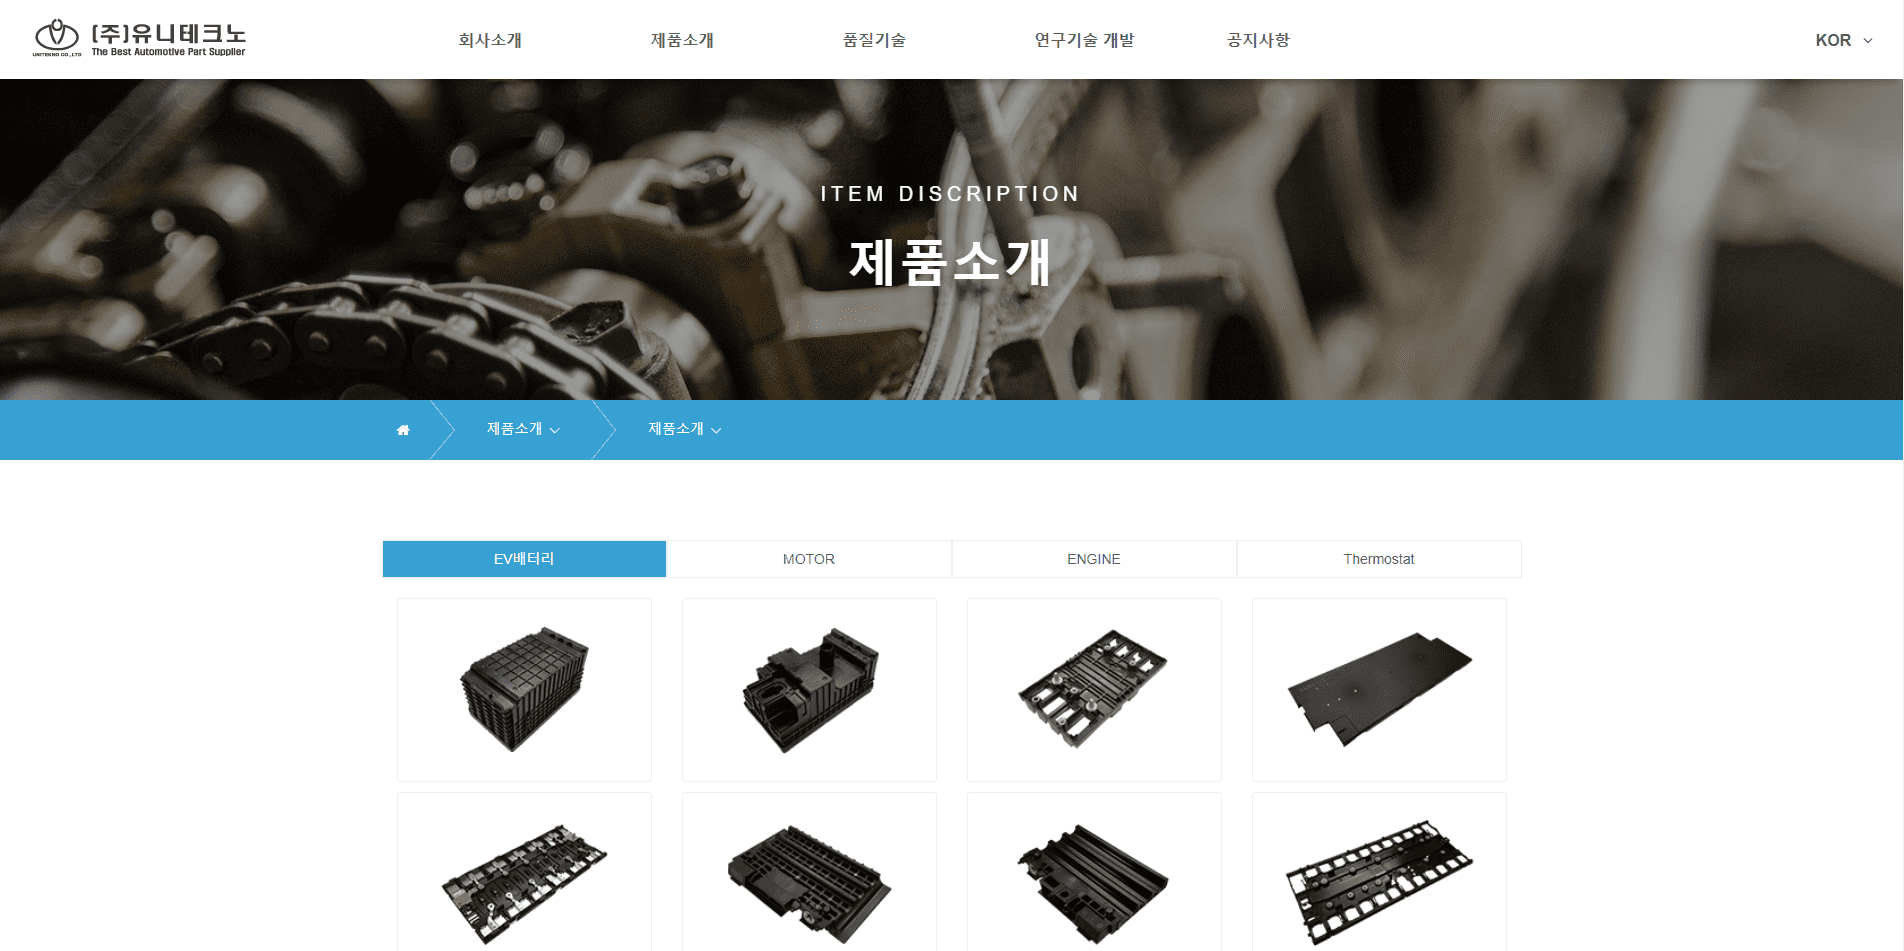 (주)유니테크노
UNITEKNO CO.,LTD
The Best Automotive Part Supplier
회사소개
제품소개
품질기술
연구기술 개발
공지사항
KOR
ITEM DISCRIPTION
제품소개
제품소개
제품소개
EV배터리
MOTOR
ENGINE
Thermostat